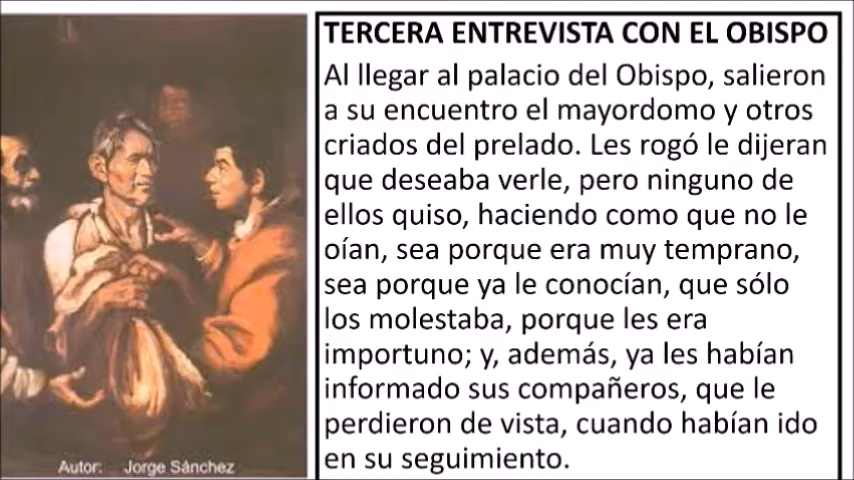 TERCERA ENTREVISTA CON EL OBISPO
Al llegar al palacio del Obispo, salieron
a su encuentro el mayordomo y otros
criados del prelado. Les rogó le dijeran
que deseaba verle, pero ninguno de
ellos quiso, haciendo como que no le
oían, sea porque era muy temprano,
sea porque ya le conocían, que sólo
los molestaba, porque les era
importuno; y, además, ya les habían
informado sus compañeros, que le
perdieron de vista, cuando habían ido
en su seguimiento.
Autor: Jorge Sánchez